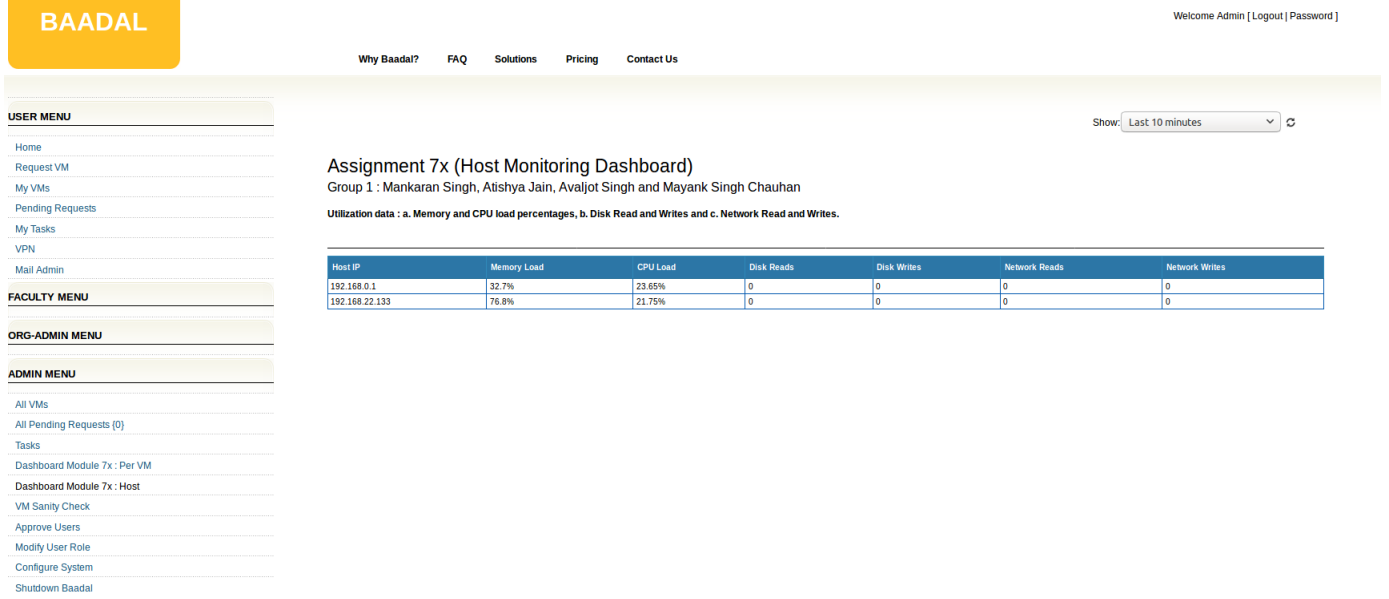 BAADAL
Welcome Admin [ Logout | Password ]
Why Baadal? FAQ Solutions Pricing Contact Us
USER MENU
Home
Request VM
My VMs
Pending Requests
My Tasks
VPN
Mail Admin
FACULTY MENU
ORG-ADMIN MENU
ADMIN MENU
All VMs
All Pending Requests {0}
Tasks
Dashboard Module 7x : Per VM
Dashboard Module 7x : Host
VM Sanity Check
Approve Users
Modify User Role
Configure System
Shutdown Baadal
Show: Last 10 minutes
Assignment 7x (Host Monitoring Dashboard)
Group 1 : Mankaran Singh, Atishya Jain, Avaljot Singh and Mayank Singh Chauhan
Utilization data : a. Memory and CPU load percentages, b. Disk Read and Writes and c. Network Read and Writes.
Host IP Memory Load CPU Load Disk Reads Disk Writes Network Reads Network Writes
192.168.0.1 32.7% 23.65% 0 0 0 0
192.168.22.133 76.8% 21.75% 0 0 0 0